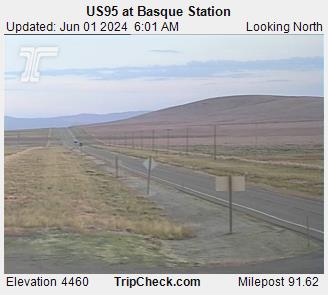 US95 at Basque Station
Updated: Jun 01 2024 6:01 AM Looking North
Elevation 4460 TripCheck.com Milepost 91.62